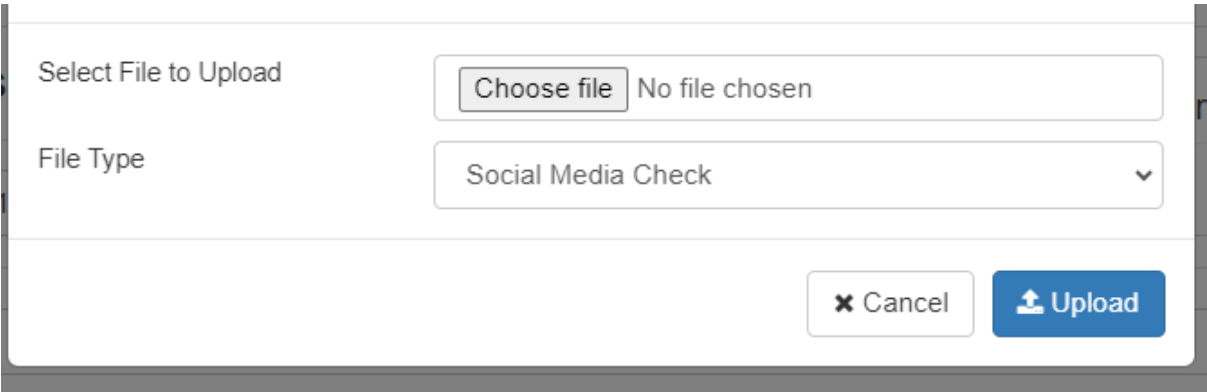 Select File to Upload
Choose file No file chosen
File Type
Social Media Check
Cancel
Upload